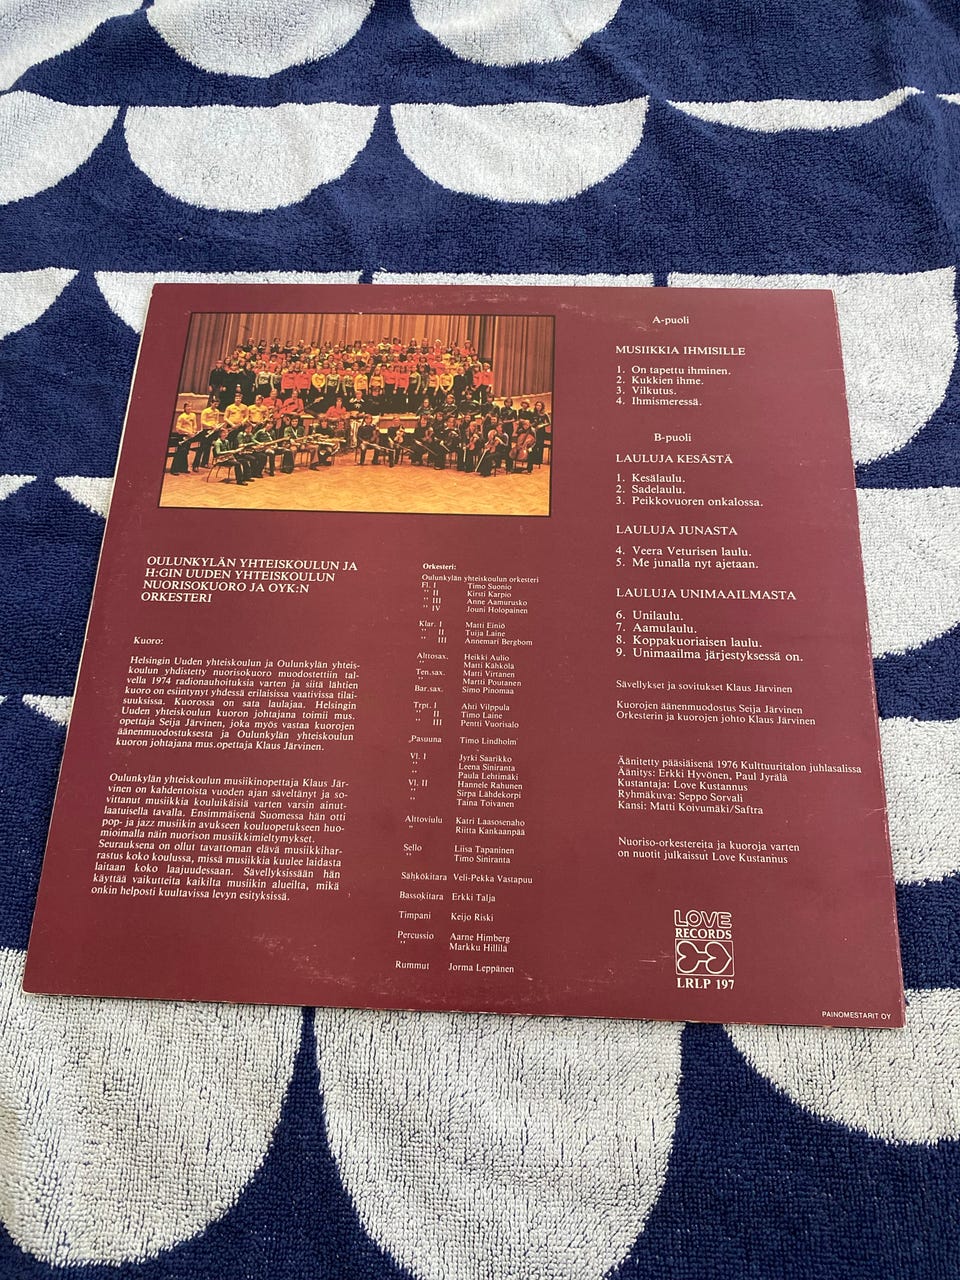 OULUNKYLÄN YHTEISKOULUN JA
H:GIN UUDEN YHTEISKOULUN
NUORISOKUORO JA OYK:N
ORKESTERI
Kuoro:
Helsingin Uuden yhteiskoulun ja Oulunkylän yhteis-
koulun yhdistetty nuorisokuoro muodostettiin tal-
vella 1974 radionauhoituksia varten ja siitä lähtien
kuoro on esiintynyt yhdessä erilaisissa vaativissa tilai-
suuksissa. Kuorossa on sata laulajaa. Helsingin
Uuden yhteiskoulun kuoron johtajana toimii mus.
opettaja Seija Järvinen, joka myös vastaa kuorojen
äänenmuodostuksesta ja Oulunkylän yhteiskoulun
kuoron johtajana mus.opettaja Klaus Järvinen.
Oulunkylän yhteiskoulun musiikinopettaja Klaus Jär-
vinen on kahdentoista vuoden ajan säveltänyt ja so-
vittanut musiikkia kouluikäisiä varten varsin ainut-
laatuisella tavalla. Ensimmäisenä Suomessa hän otti
pop- ja jazz musiikin avukseen kouluopetukseen huo-
mioimalla näin nuorison musiikkimieltymykset.
Seurauksena on ollut tavattoman elävä musiikkihar-
rastus koko koulussa, missä musiikkia kuulee laidasta
laitaan koko laajuudessaan. Sävellyksissään hän
käyttää vaikutteita kaikilta musiikin alueilta, mikä
onkin helposti kuultavissa levyn esityksissä.
Orkesteri:
Oulunkylän yhteiskoulun orkesteri
Fl. I Timo Suonio
" II Kirsti Karpio
" III Anne Aamurusko
" IV Jouni Holopainen
Klar. I Matti Einiö
" II Tuija Laine
" III Annemari Bergbom
Alttosax. Heikki Aulio
" Matti Kähkölä
Ten.sax. Martti Virtanen
" Martti Poutanen
Bar.sax. Simo Pinomaa
Trpt. I Ahti Vilppula
" II Timo Laine
" III Pentti Vuorisalo
Pasuuna Timo Lindholm
Vl. I Jyrki Saarikko
" Leena Siniranta
" Paula Lehtimäki
Vl. II Hannele Rahunen
" Sirpa Lähdekorpi
" Taina Toivanen
Alttoviulu Katri Laasosenaho
" Riitta Kankaanpää
Sello Liisa Tapaninen
" Timo Siniranta
Sähkökitara Veli-Pekka Vastapuu
Bassokitara Erkki Talja
Timpani Keijo Riski
Percussio Aarne Himberg
" Markku Hillilä
Rummut Jorma Leppänen
A-puoli
MUSIIKKIA IHMISILLE
1. On tapettu ihminen.
2. Kukkien ihme.
3. Vilkutus.
4. Ihmismeressä.
B-puoli
LAULUJA KESÄSTÄ
1. Kesälaulu.
2. Sadelaulu.
3. Peikkovuoren onkalossa.
LAULUJA JUNASTA
4. Veera Veturisen laulu.
5. Me junalla nyt ajetaan.
LAULUJA UNIMAAILMASTA
6. Unilaulu.
7. Aamulaulu.
8. Koppakuoriaisen laulu.
9. Unimaailma järjestyksessä on.
Sävellykset ja sovitukset Klaus Järvinen
Kuorojen äänenmuodostus Seija Järvinen
Orkesterin ja kuorojen johto Klaus Järvinen
Äänitetty pääsiäisenä 1976 Kulttuuritalon juhlasalissa
Äänitys: Erkki Hyvönen, Paul Jyrälä
Kustantaja: Love Kustannus
Ryhmäkuva: Seppo Sorvali
Kansi: Matti Koivumäki/Saftra
Nuoriso-orkestereita ja kuoroja varten
on nuotit julkaissut Love Kustannus
LOVE
RECORDS
LRLP 197
PAINOMESTARIT OY